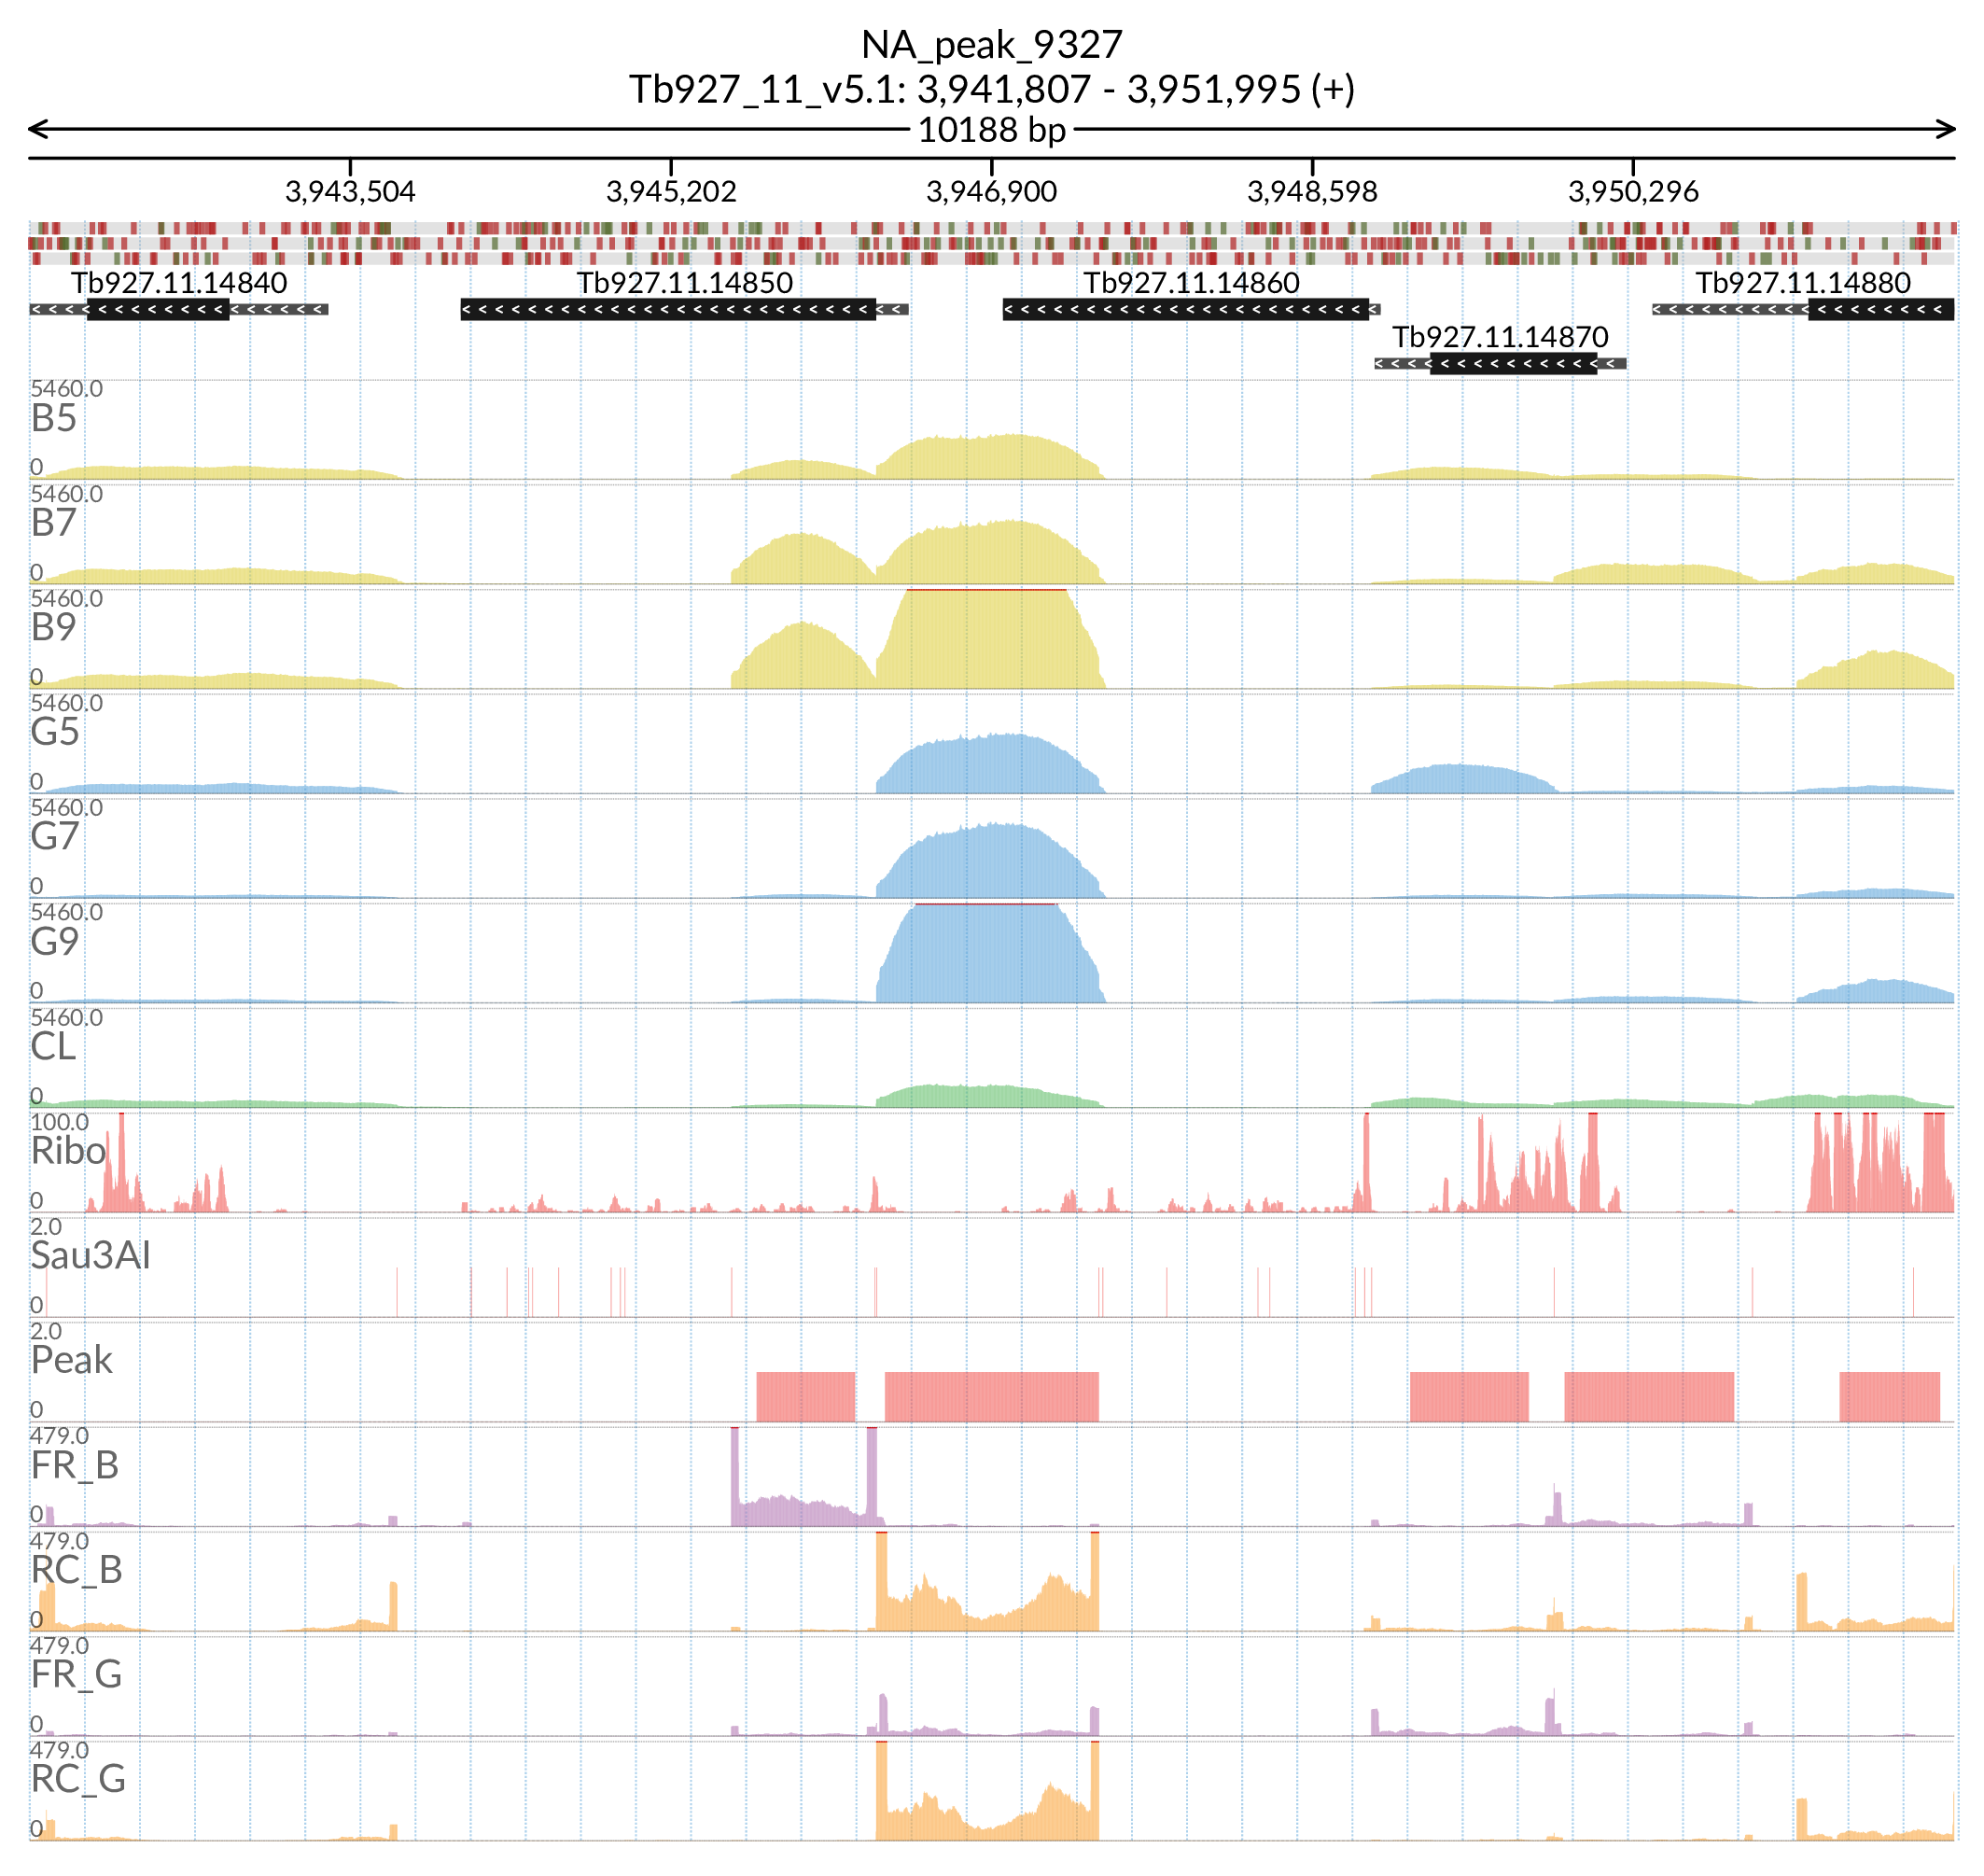 NA_peak_9327
Tb927_11_v5.1: 3,941,807 - 3,951,995 (+)
10188 bp
3,943,504 3,945,202 3,946,900 3,948,598 3,950,296
Tb927.11.14840 Tb927.11.14850 Tb927.11.14860 Tb927.11.14880
Tb927.11.14870
5460.0
B5
0
5460.0
B7
0
5460.0
B9
0
5460.0
G5
0
5460.0
G7
0
5460.0
G9
0
5460.0
CL
0
100.0
Ribo
0
2.0
Sau3AI
0
2.0
Peak
0
479.0
FR_B
0
479.0
RC_B
0
479.0
FR_G
0
479.0
RC_G
0